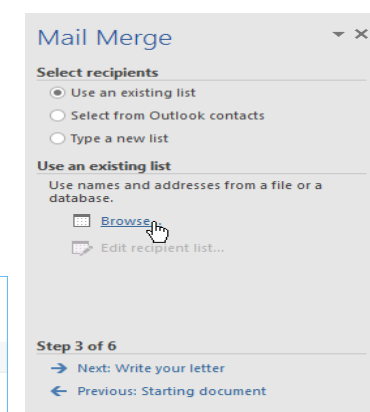 Mail Merge
Select recipients
Use an existing list
Select from Outlook contacts
Type a new list
Use an existing list
Use names and addresses from a file or a
database.
Browse...
Edit recipient list...
Step 3 of 6
Next: Write your letter
Previous: Starting document